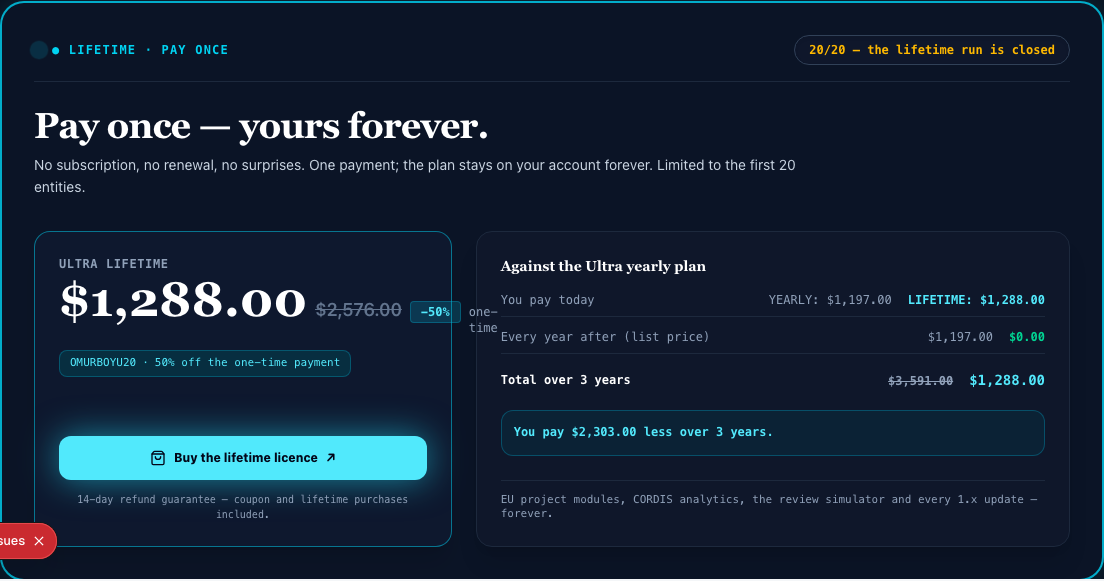 LIFETIME · PAY ONCE
20/20 — the lifetime run is closed
Pay once — yours forever.
No subscription, no renewal, no surprises. One payment; the plan stays on your account forever. Limited to the first 20
entities.
ULTRA LIFETIME
$1,288.00 $2,576.00 −50% one-
time
OMURBOYU20 · 50% off the one-time payment
Buy the lifetime licence ↗
14-day refund guarantee — coupon and lifetime purchases
included.
Against the Ultra yearly plan
You pay today YEARLY: $1,197.00 LIFETIME: $1,288.00
Every year after (list price) $1,197.00 $0.00
Total over 3 years $3,591.00 $1,288.00
You pay $2,303.00 less over 3 years.
EU project modules, CORDIS analytics, the review simulator and every 1.x update —
forever.
sues